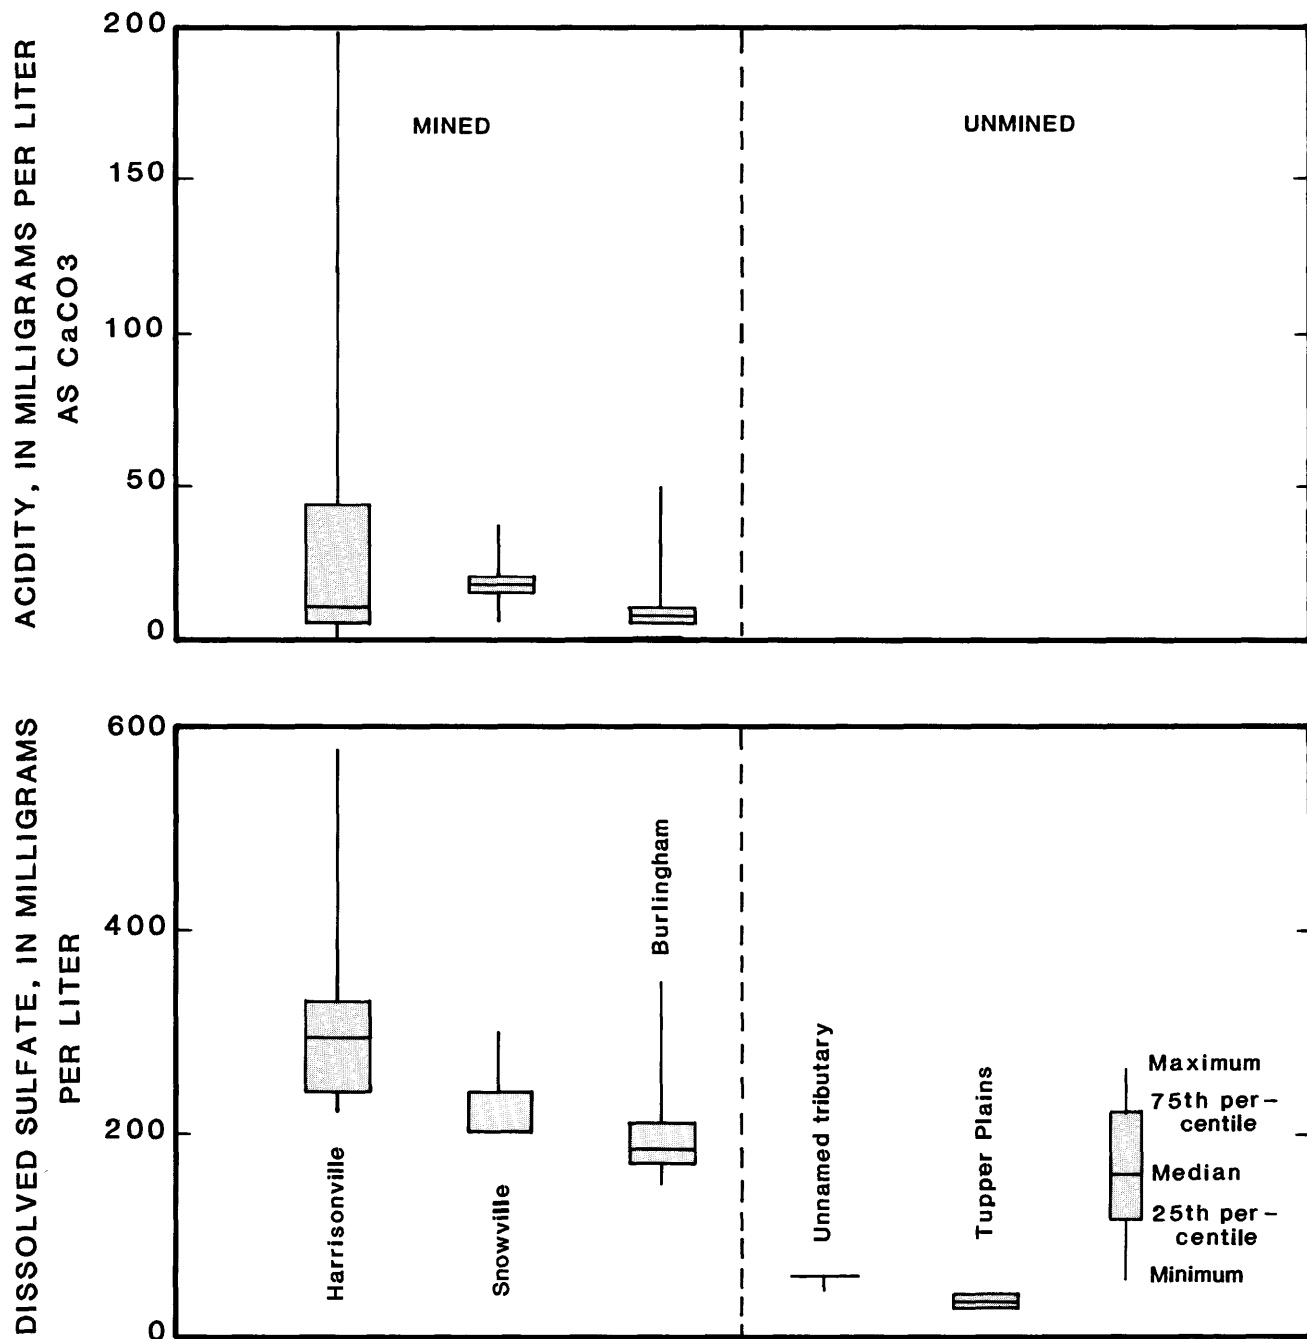 ACIDITY, IN MILLIGRAMS PER LITER
AS CaCO3
200
150
100
50
0
MINED
UNMINED
DISSOLVED SULFATE, IN MILLIGRAMS
PER LITER
600
400
200
0
Harrisonville
Snowville
Burlingham
Unnamed tributary
Tupper Plains
Maximum
75th per-
centile
Median
25th per-
centile
Minimum